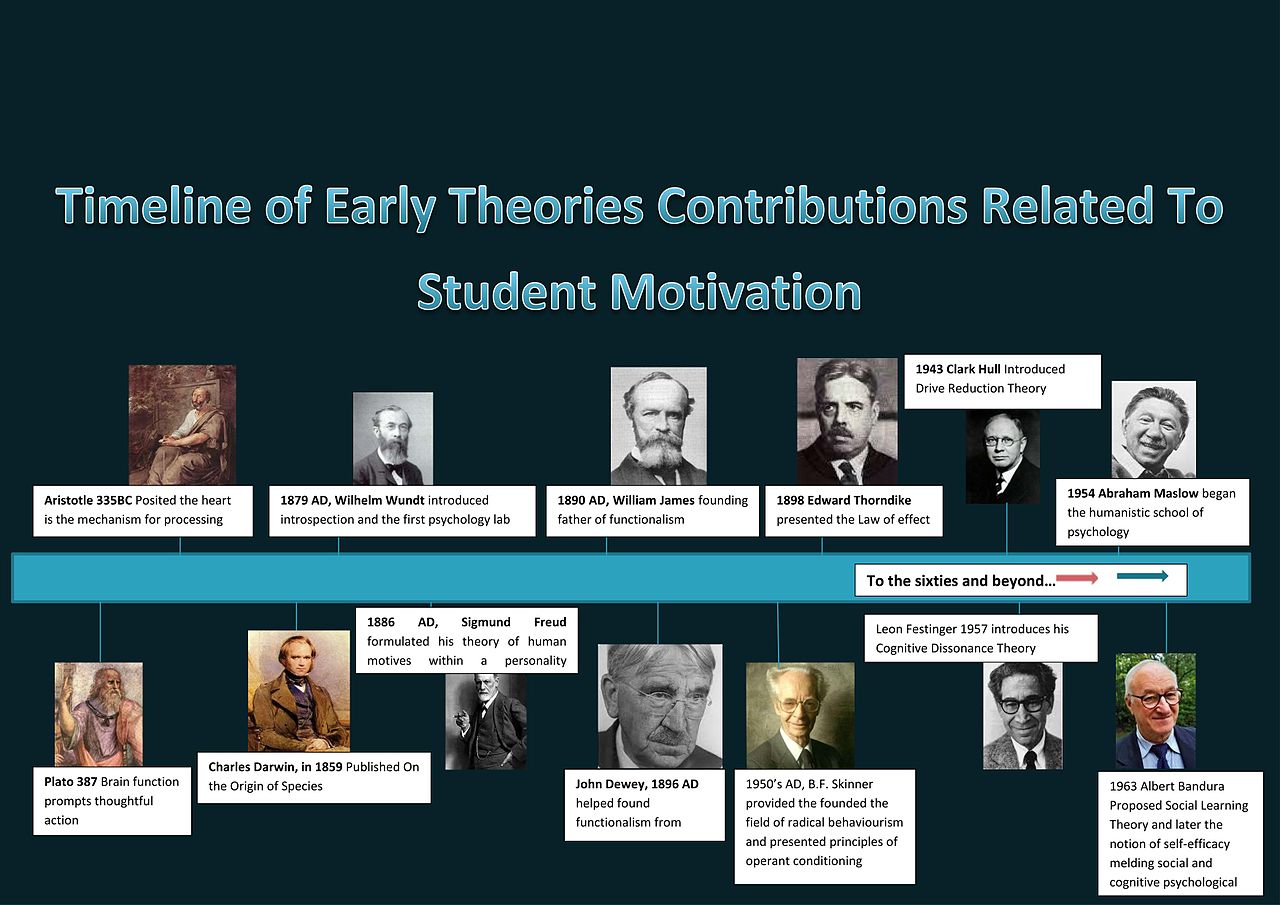 Timeline of Early Theories Contributions Related To
Student Motivation
Aristotle 335BC Posited the heart
is the mechanism for processing
1879 AD, Wilhelm Wundt introduced
introspection and the first psychology lab
1890 AD, William James founding
father of functionalism
1898 Edward Thorndike
presented the Law of effect
1943 Clark Hull Introduced
Drive Reduction Theory
1954 Abraham Maslow began
the humanistic school of
psychology
To the sixties and beyond…
Plato 387 Brain function
prompts thoughtful
action
Charles Darwin, in 1859 Published On
the Origin of Species
1886 AD, Sigmund Freud
formulated his theory of human
motives within a personality
John Dewey, 1896 AD
helped found
functionalism from
1950’s AD, B.F. Skinner
provided the founded the
field of radical behaviourism
and presented principles of
operant conditioning
Leon Festinger 1957 introduces his
Cognitive Dissonance Theory
1963 Albert Bandura
Proposed Social Learning
Theory and later the
notion of self-efficacy
melding social and
cognitive psychological